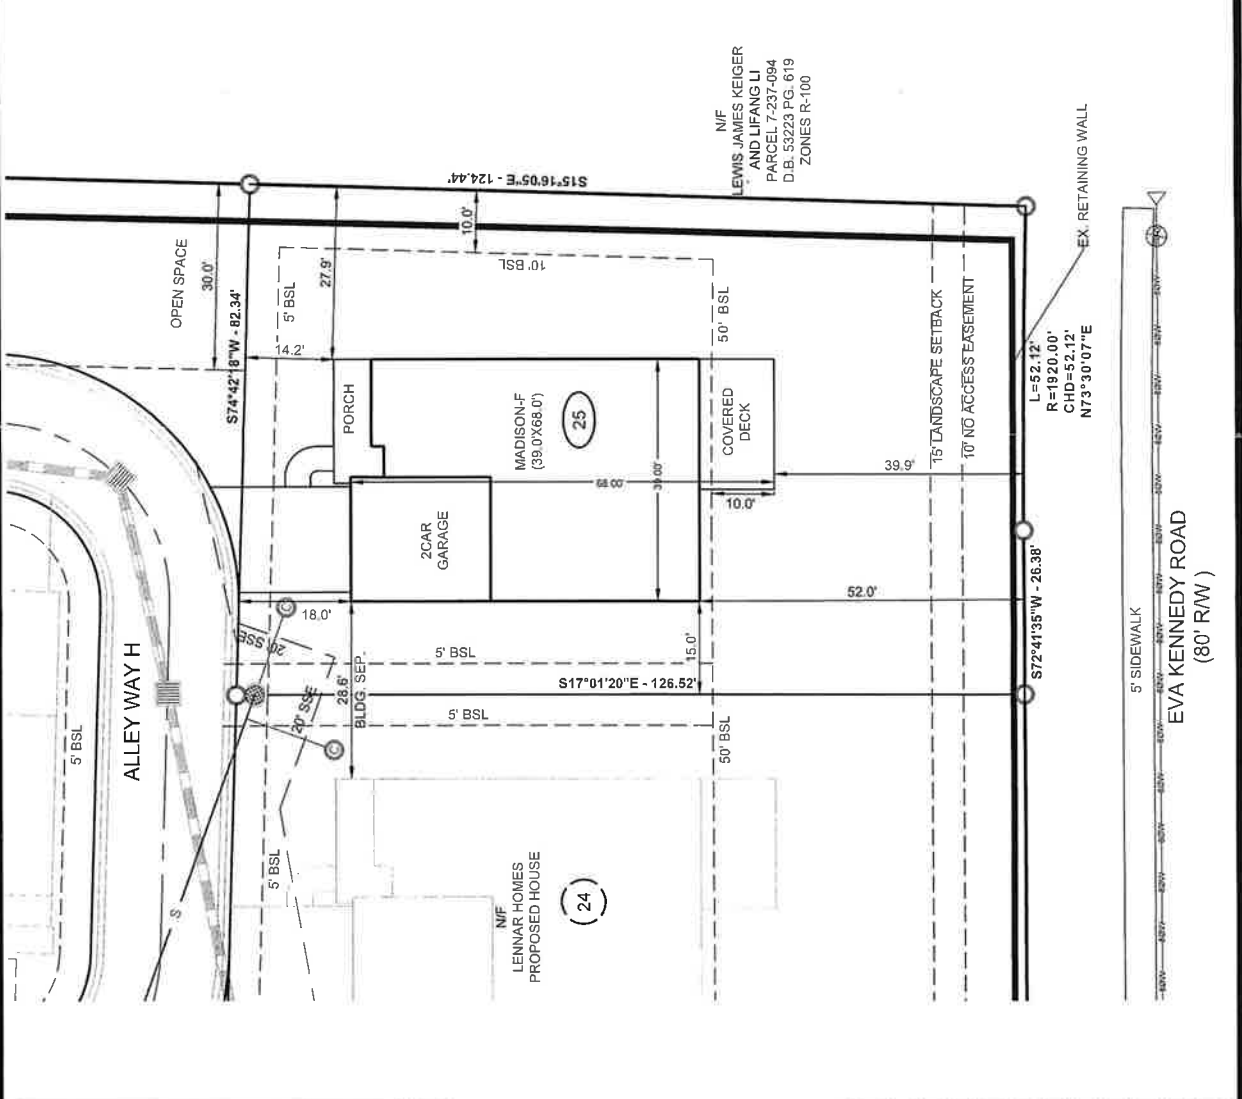 N/F
LEWIS JAMES KEIGER
AND LIFANG LI
PARCEL 7-237-094
D.B. 53223 PG. 619
ZONES R-100
EX. RETAINING WALL
S15°16'05"E - 124.44'
10.0'
10' BSL
OPEN SPACE
30.0'
27.9'
5' BSL
S74°42'18"W - 82.34'
14.2'
PORCH
MADISON-F
(39.0'X68.0')
25
50' BSL
COVERED
DECK
15' LANDSCAPE SETBACK
10' NO ACCESS EASEMENT
L=52.12'
R=1920.00'
CHD=52.12'
N73°30'07"E
39.9'
68.00'
39.00'
10.0'
2CAR
GARAGE
18.0'
C
20' SSE
52.0'
S72°41'35"W - 26.38'
15.0'
5' BSL
28.6'
BLDG. SEP.
S17°01'20"E - 126.52'
20' SSE
5' BSL
C
50' BSL
ALLEY WAY H
5' BSL
5' BSL
S
N/F
LENNAR HOMES
PROPOSED HOUSE
24
5' SIDEWALK
EVA KENNEDY ROAD
(80' R/W )